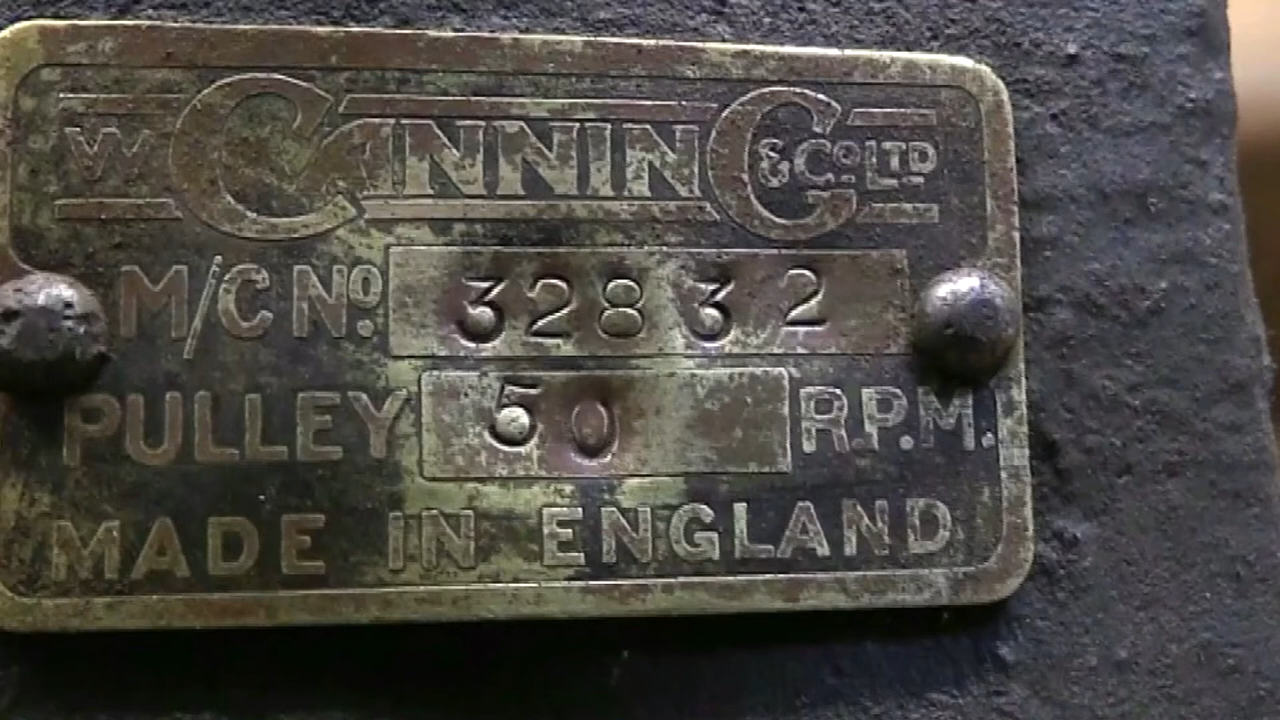 W CANNING & Co LTD
M/C No. 32832
PULLEY 50 R.P.M.
MADE IN ENGLAND